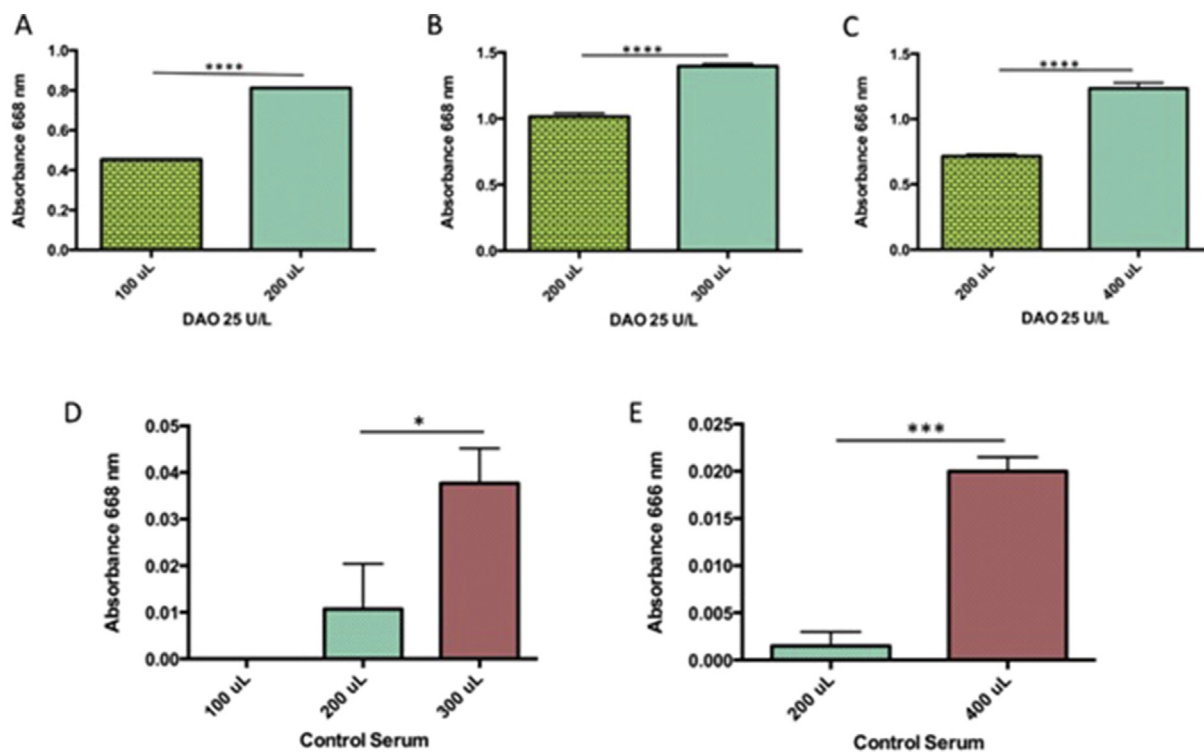 A
Absorbance 668 nm
1.0
0.8
0.6
0.4
0.2
0.0
****
100 uL
200 uL
DAO 25 U/L
B
Absorbance 668 nm
1.5
1.0
0.5
0.0
****
200 uL
300 uL
DAO 25 U/L
C
Absorbance 666 nm
1.5
1.0
0.5
0.0
****
200 uL
400 uL
DAO 25 U/L
D
Absorbance 668 nm
0.05
0.04
0.03
0.02
0.01
0.00
*
100 uL
200 uL
300 uL
Control Serum
E
Absorbance 666 nm
0.025
0.020
0.015
0.010
0.005
0.000
***
200 uL
400 uL
Control Serum